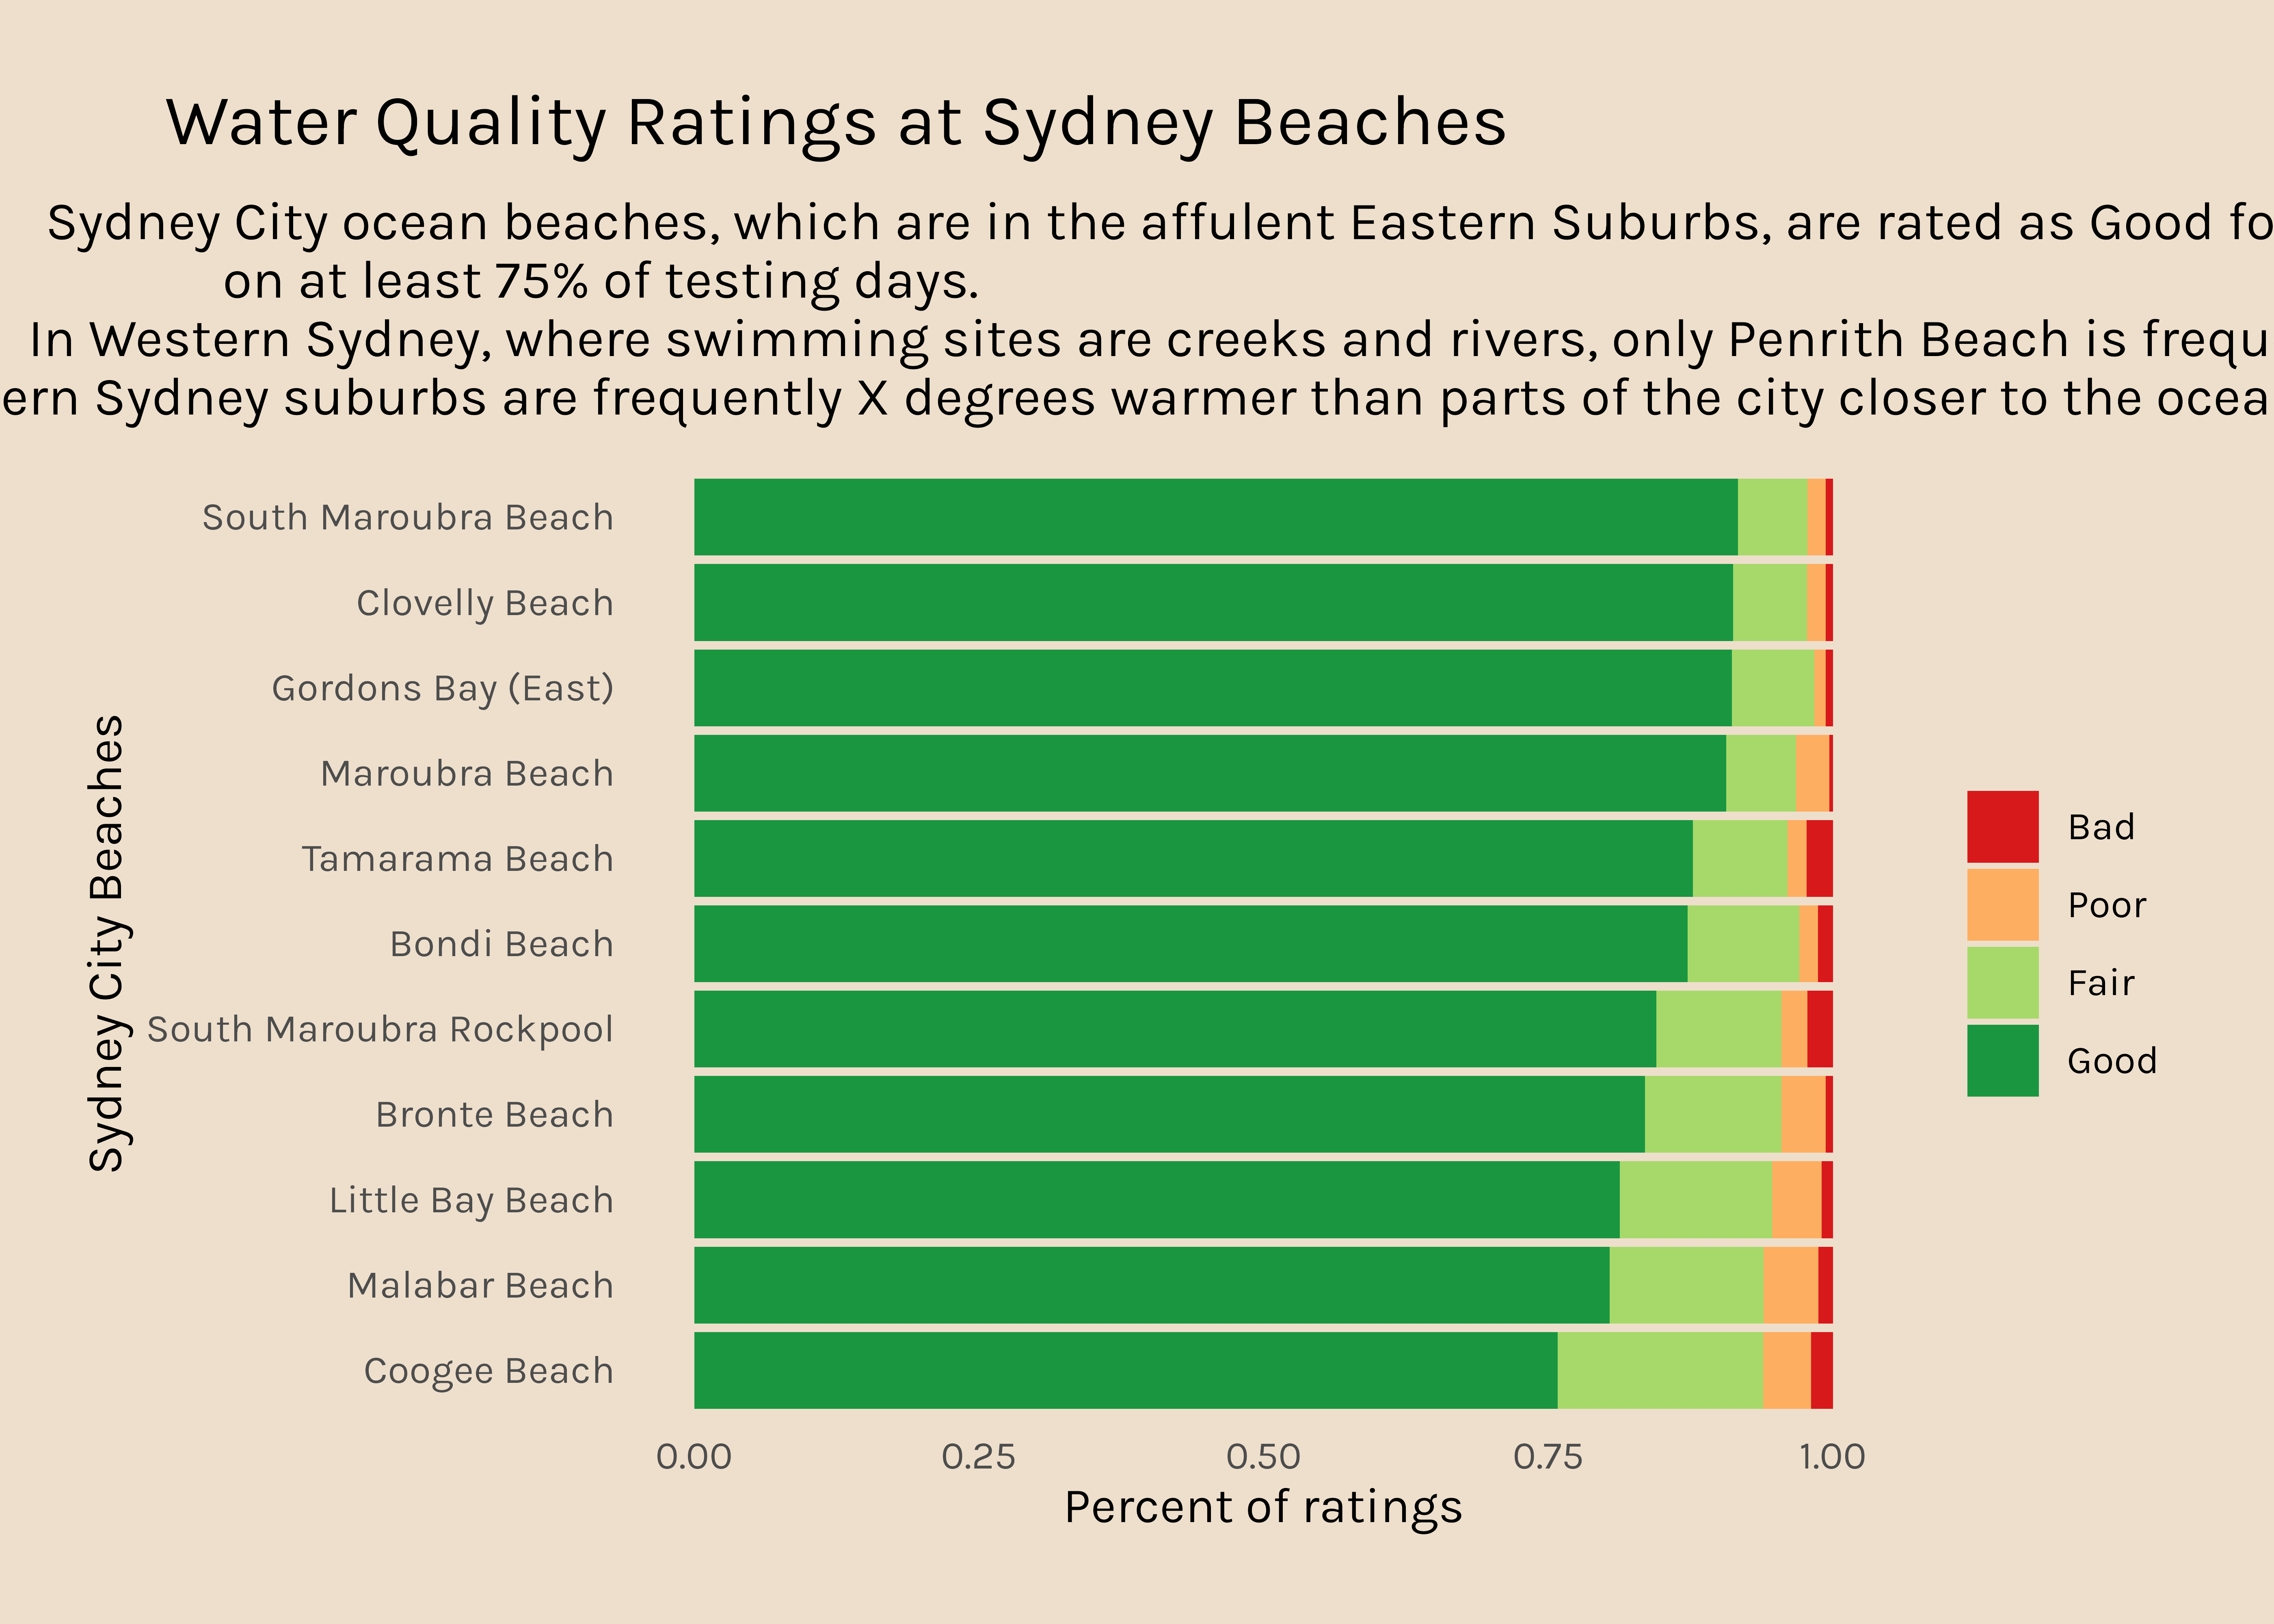 Water Quality Ratings at Sydney Beaches
Sydney City ocean beaches, which are in the affulent Eastern Suburbs, are rated as Good fo
on at least 75% of testing days.
In Western Sydney, where swimming sites are creeks and rivers, only Penrith Beach is frequ
ern Sydney suburbs are frequently X degrees warmer than parts of the city closer to the ocea
Sydney City Beaches
South Maroubra Beach
Clovelly Beach
Gordons Bay (East)
Maroubra Beach
Tamarama Beach
Bondi Beach
South Maroubra Rockpool
Bronte Beach
Little Bay Beach
Malabar Beach
Coogee Beach
0.00 0.25 0.50 0.75 1.00
Percent of ratings
Bad
Poor
Fair
Good